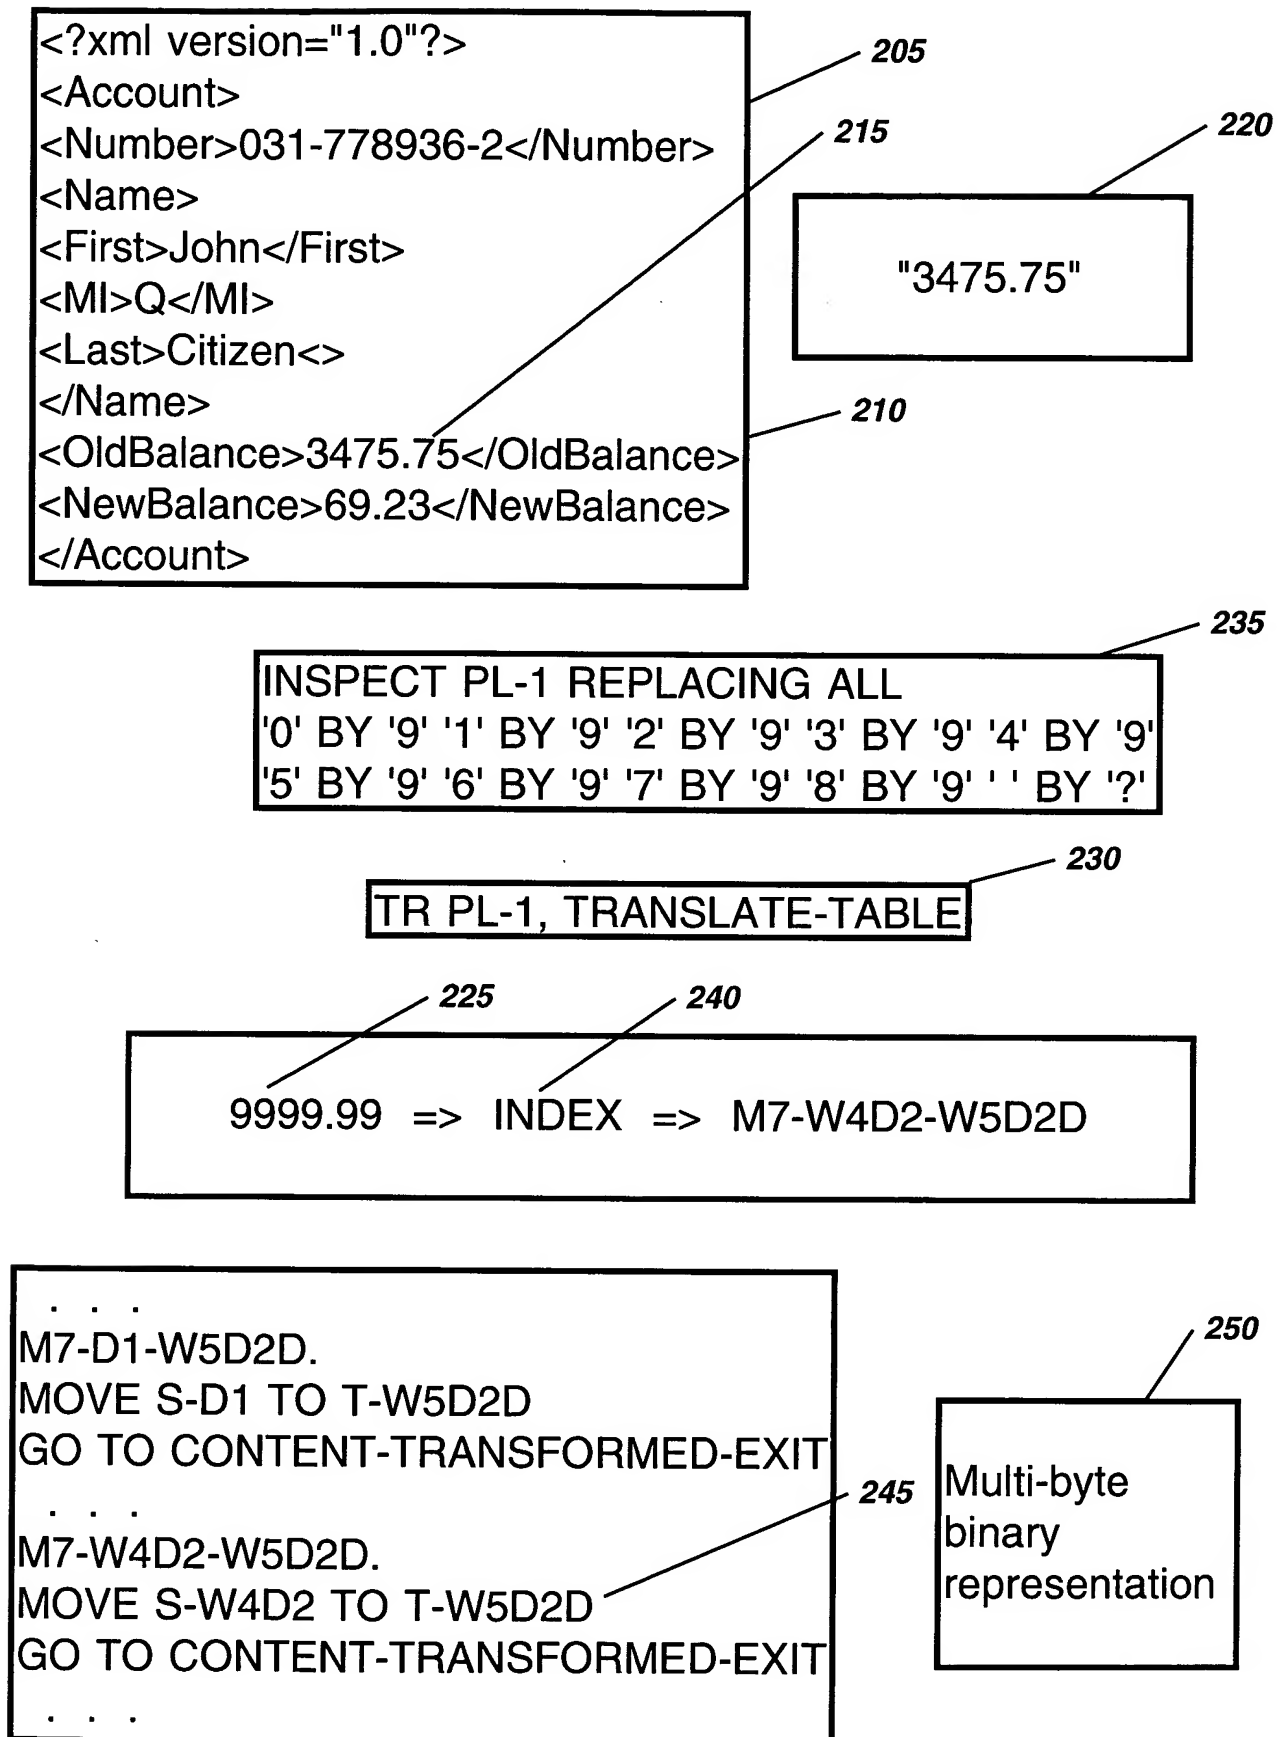 <?xml version="1.0"?>
205
<Account>
<Number>031-778936-2</Number>
215
220
<Name>
<First>John</First>
"3475.75"
<MI>Q</MI>
<Last>Citizen<>
</Name>
210
<OldBalance>3475.75</OldBalance>
<NewBalance>69.23</NewBalance>
</Account>
235
INSPECT PL-1 REPLACING ALL
'0' BY '9' '1' BY '9' '2' BY '9' '3' BY '9' '4' BY '9'
'5' BY '9' '6' BY '9' '7' BY '9' '8' BY '9' ' ' BY '?'
230
TR PL-1, TRANSLATE-TABLE
225
240
9999.99 => INDEX => M7-W4D2-W5D2D
. . .
M7-D1-W5D2D.
MOVE S-D1 TO T-W5D2D
GO TO CONTENT-TRANSFORMED-EXIT
. . .
M7-W4D2-W5D2D.
MOVE S-W4D2 TO T-W5D2D
GO TO CONTENT-TRANSFORMED-EXIT
. . .
245
250
Multi-byte
binary
representation